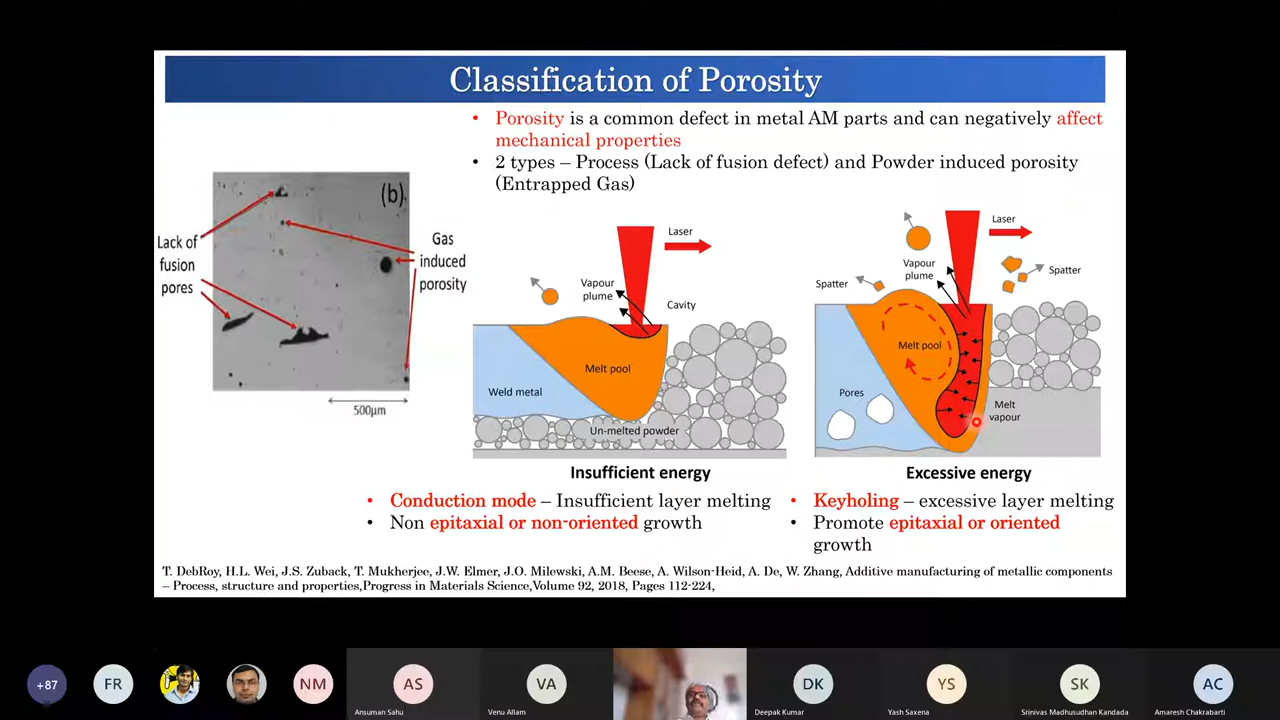 Classification of Porosity
• Porosity is a common defect in metal AM parts and can negatively affect
mechanical properties
• 2 types – Process (Lack of fusion defect) and Powder induced porosity
(Entrapped Gas)
(b)
Lack of
fusion
pores
Gas
induced
porosity
500μm
Laser
Vapour
plume
Cavity
Melt pool
Weld metal
Un-melted powder
Insufficient energy
Laser
Vapour
plume
Spatter
Spatter
Melt pool
Pores
Melt
vapour
Excessive energy
• Conduction mode – Insufficient layer melting
• Non epitaxial or non-oriented growth
• Keyholing – excessive layer melting
• Promote epitaxial or oriented
growth
T. DebRoy, H.L. Wei, J.S. Zuback, T. Mukherjee, J.W. Elmer, J.O. Milewski, A.M. Beese, A. Wilson-Heid, A. De, W. Zhang, Additive manufacturing of metallic components
– Process, structure and properties,Progress in Materials Science,Volume 92, 2018, Pages 112-224,
+87
FR
NM
AS
Ansuman Sahu
VA
Venu Allam
DK
Deepak Kumar
YS
Yash Saxena
SK
Srinivas Madhusudhan Kandada
AC
Amaresh Chakrabarti